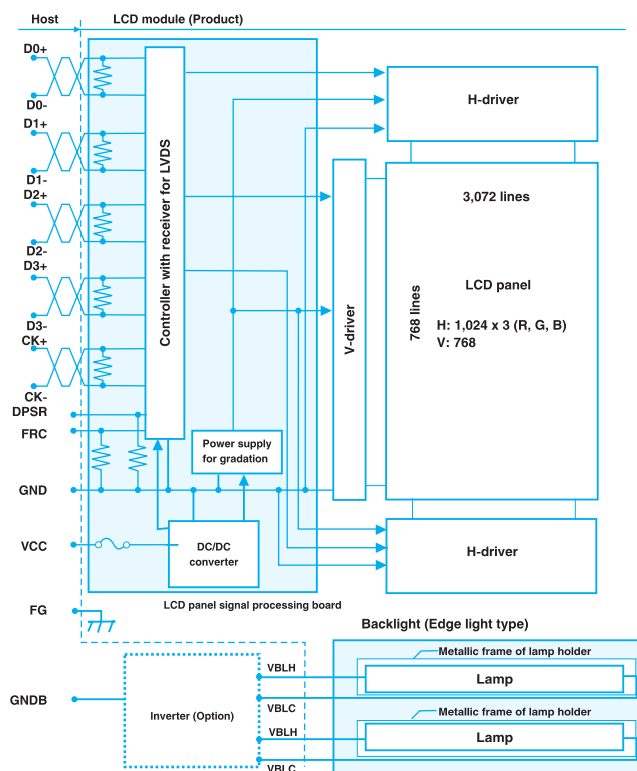 Host
LCD module (Product)
D0+
D0-
D1+
D1-
D2+
D2-
D3+
D3-
CK+
CK-
DPSR
FRC
GND
VCC
FG
GNDB
Controller with receiver for LVDS
Power supply
for gradation
DC/DC
converter
LCD panel signal processing board
V-driver
H-driver
3,072 lines
768 lines
LCD panel
H: 1,024 x 3 (R, G, B)
V: 768
H-driver
Backlight (Edge light type)
Inverter (Option)
VBLH
VBLC
VBLH
VBLC
Metallic frame of lamp holder
Lamp
Metallic frame of lamp holder
Lamp